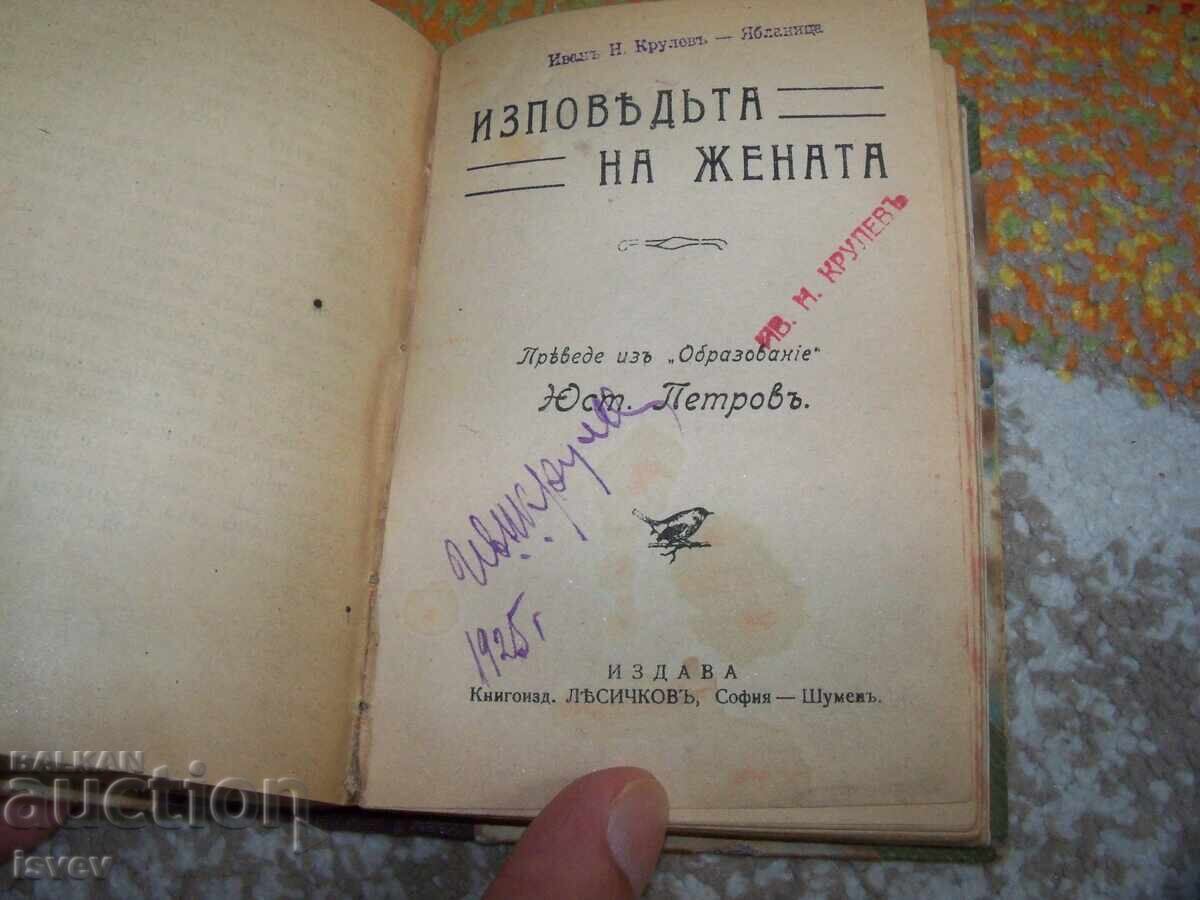 Иванъ Н. Крулевъ — Ябланица
ИЗПОВѢДЬТА
НА ЖЕНАТА
ИВ. Н. КРУЛЕВЪ
Прѣведе изъ „Образованіе“
Юст. Петровъ.
1925 г
ИЗДАВА
Книгоизд. ЛѢСИЧКОВЪ, София — Шуменъ.
BALKAN
auction
isvev